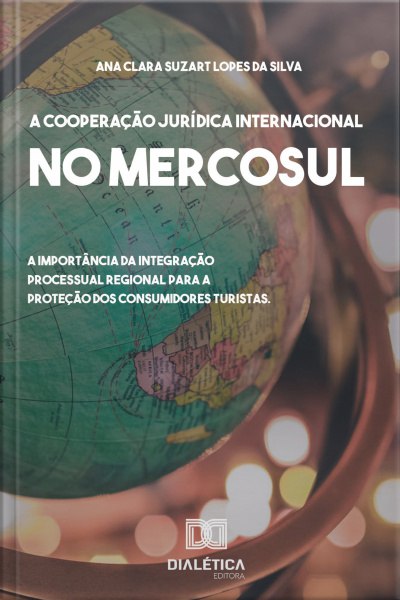 ANA CLARA SUZART LOPES DA SILVA
A COOPERAÇÃO JURÍDICA INTERNACIONAL
NO MERCOSUL
A IMPORTÂNCIA DA INTEGRAÇÃO
PROCESSUAL REGIONAL PARA A
PROTEÇÃO DOS CONSUMIDORES TURISTAS.
DIALÉTICA
EDITORA